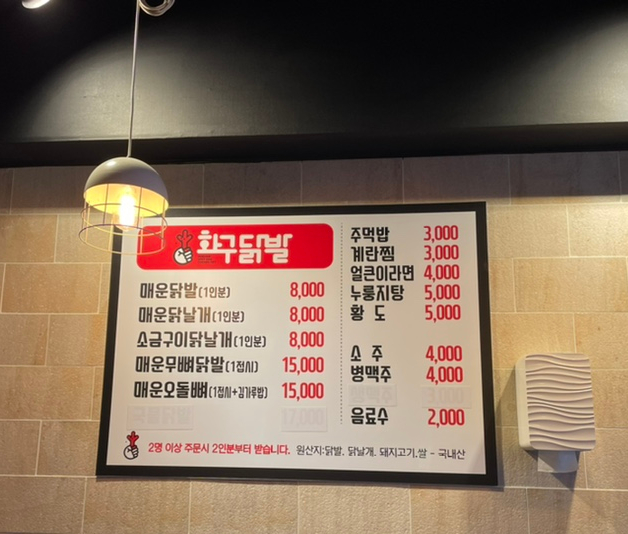 화구닭발
매운닭발(1인분) 8,000
매운닭날개(1인분) 8,000
소금구이닭날개(1인분) 8,000
매운무뼈닭발(1접시) 15,000
매운오돌뼈(1접시+김가루밥) 15,000
17,000
주먹밥 3,000
계란찜 3,000
얼큰이라면 4,000
누룽지탕 5,000
황 도 5,000
소 주 4,000
병맥주 4,000
3,000
음료수 2,000
2명 이상 주문시 2인분부터 받습니다. 원산지:닭발, 닭날개, 돼지고기,쌀 - 국내산